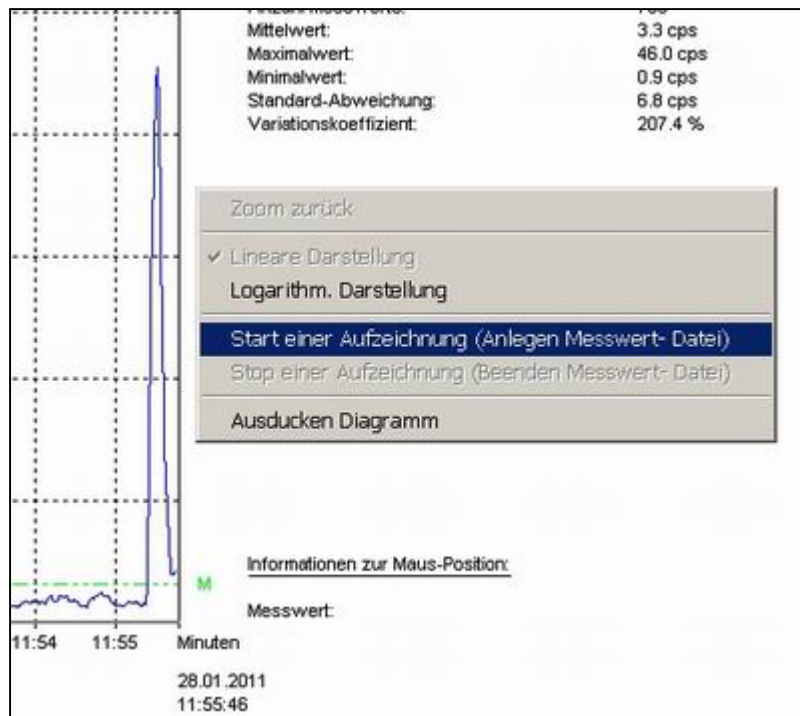 Mittelwert: 3.3 cps
Maximalwert: 46.0 cps
Minimalwert: 0.9 cps
Standard-Abweichung: 6.8 cps
Variationskoeffizient: 207.4 %
Zoom zurück
Lineare Darstellung
Logarithm. Darstellung
Start einer Aufzeichnung (Anlegen Messwert- Datei)
Stop einer Aufzeichnung (Beenden Messwert- Datei)
Ausducken Diagramm
Informationen zur Maus-Position:
M
Messwert:
11:54 11:55 Minuten
28.01.2011
11:55:46